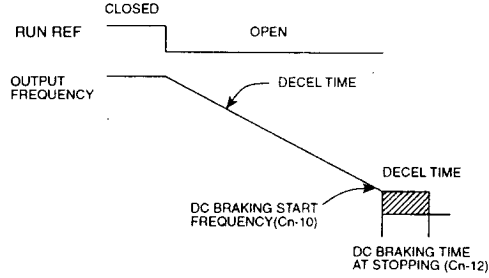 CLOSED
RUN REF
OPEN
OUTPUT
FREQUENCY
DECEL TIME
DECEL TIME
DC BRAKING START
FREQUENCY(Cn-10)
DC BRAKING TIME
AT STOPPING (Cn-12)